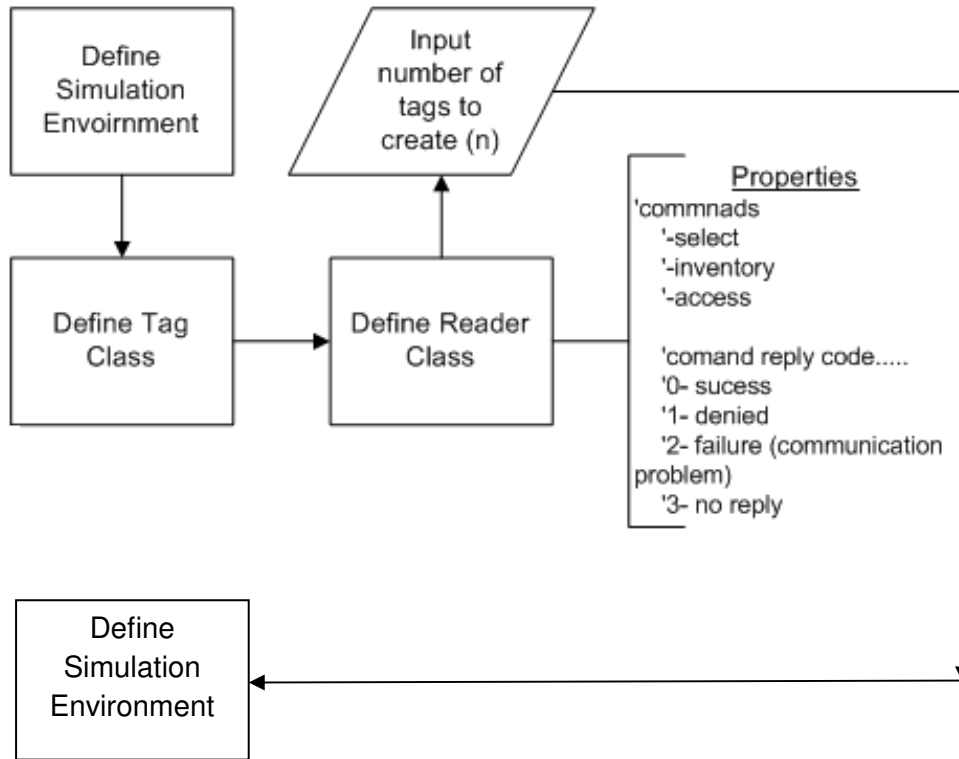 Define
Simulation
Envoirnment
Input
number of
tags to
create (n)
Define Tag
Class
Define Reader
Class
Properties
'commnads
'-select
'-inventory
'-access
'comand reply code.....
'0- sucess
'1- denied
'2- failure (communication
problem)
'3- no reply
Define
Simulation
Environment